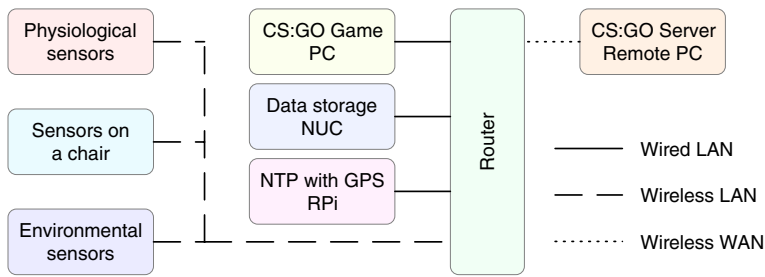 Physiological
sensors
Sensors on
a chair
Environmental
sensors
CS:GO Game
PC
Data storage
NUC
NTP with GPS
RPi
Router
CS:GO Server
Remote PC
Wired LAN
Wireless LAN
Wireless WAN